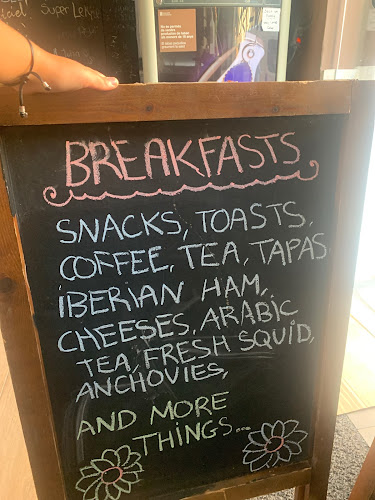 BREAKFASTS
SNACKS, TOASTS,
COFFEE, TEA, TAPAS
IBERIAN HAM,
CHEESES, ARABIC
TEA, FRESH SQUID,
ANCHOVIES,
AND MORE
THINGS...